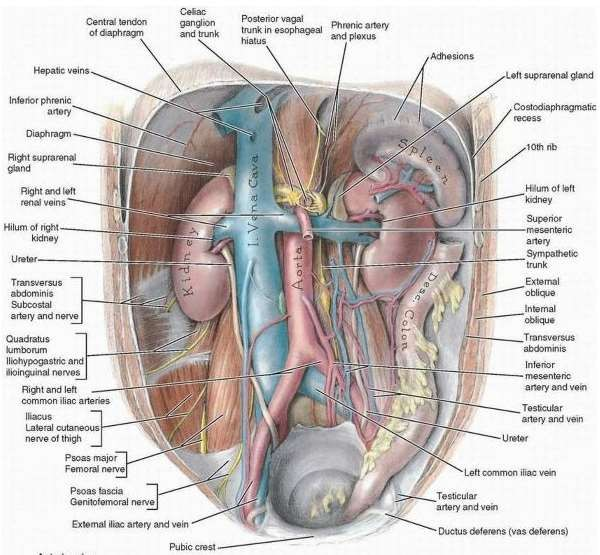 Central tendon
of diaphragm
Celiac
ganglion
and trunk
Posterior vagal
trunk in esophageal
hiatus
Phrenic artery
and plexus
Adhesions
Hepatic veins
Left suprarenal gland
Inferior phrenic
artery
Costodiaphragmatic
recess
Diaphragm
10th rib
Right suprarenal
gland
Right and left
renal veins
Hilum of left
kidney
Hilum of right
kidney
Superior
mesenteric
artery
Ureter
Sympathetic
trunk
Transversus
abdominis
Subcostal
artery and nerve
External
oblique
Internal
oblique
Quadratus
lumborum
Iliohypogastric and
ilioinguinal nerves
Transversus
abdominis
Inferior
mesenteric
artery and vein
Right and left
common iliac arteries
Testicular
artery and vein
Iliacus
Lateral cutaneous
nerve of thigh
Ureter
Psoas major
Femoral nerve
Left common iliac vein
Psoas fascia
Genitofemoral nerve
Testicular
artery and vein
External iliac artery and vein
Ductus deferens (vas deferens)
Pubic crest
Spleen
Kidney
I. Vena Cava
Aorta
Desc. Colon